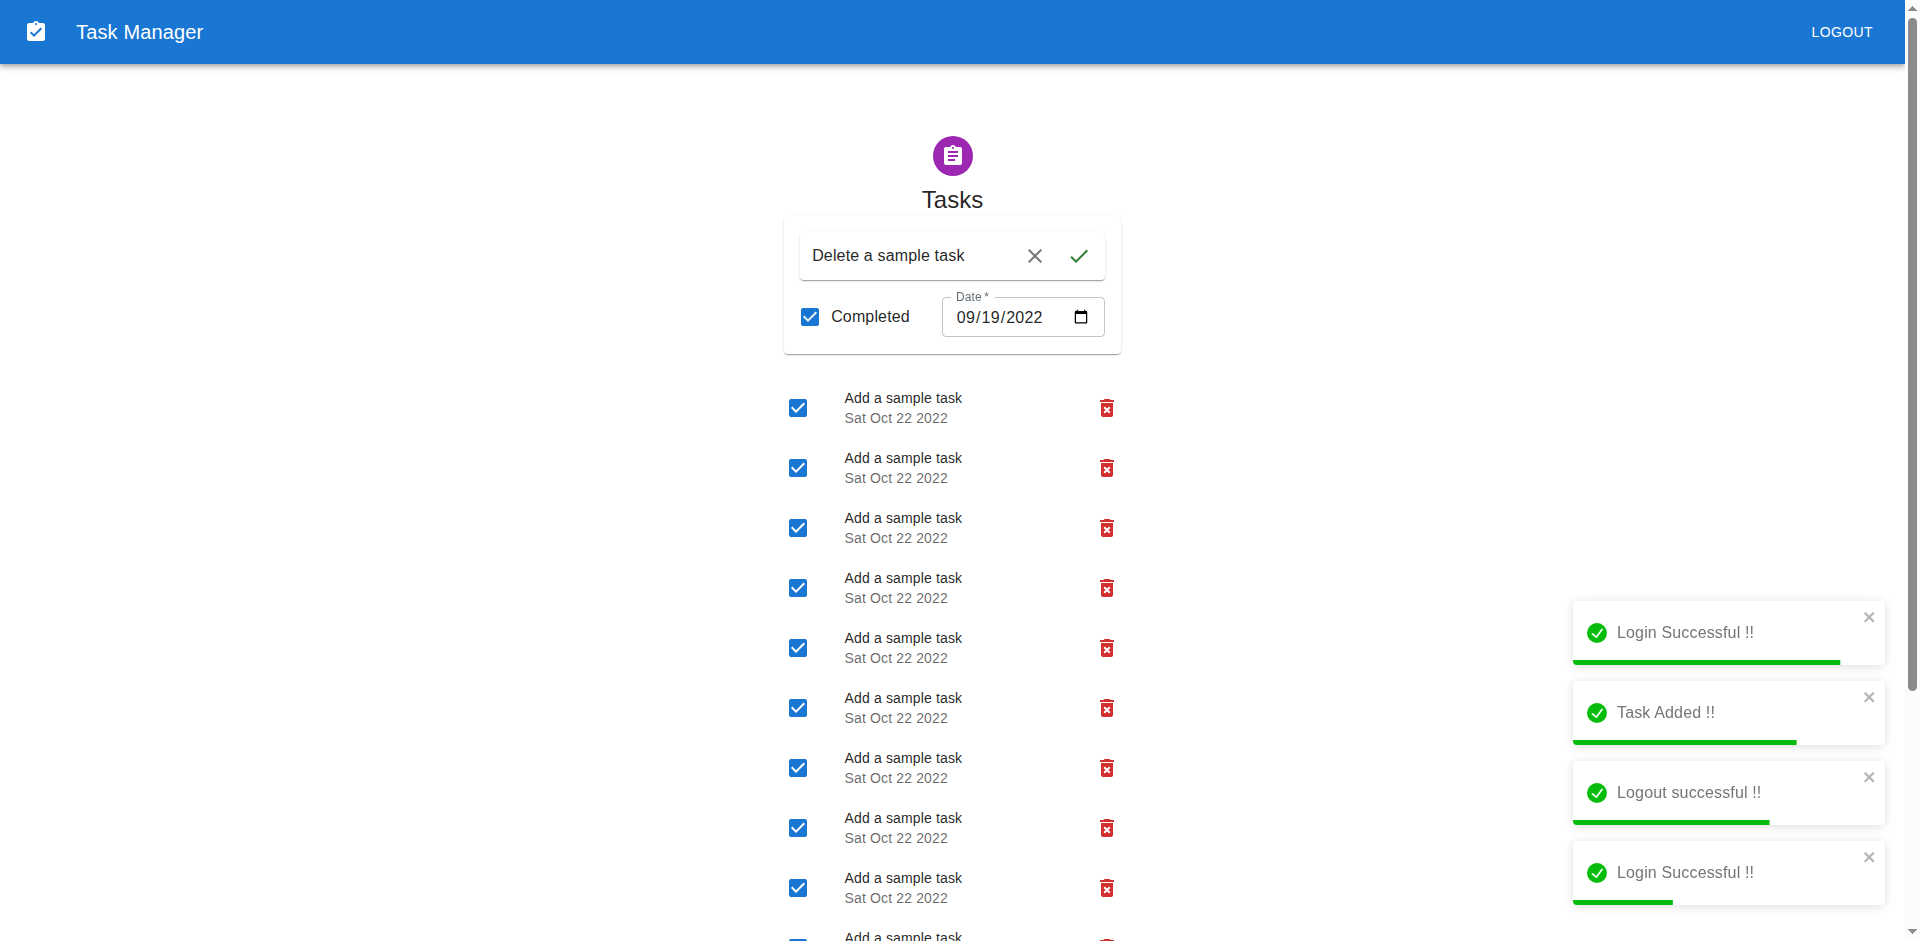 Task Manager
LOGOUT
Tasks
Delete a sample task
Date *
Completed
09/19/2022
Add a sample task
Sat Oct 22 2022
Add a sample task
Sat Oct 22 2022
Add a sample task
Sat Oct 22 2022
Add a sample task
Sat Oct 22 2022
Add a sample task
Sat Oct 22 2022
Add a sample task
Sat Oct 22 2022
Add a sample task
Sat Oct 22 2022
Add a sample task
Sat Oct 22 2022
Add a sample task
Sat Oct 22 2022
Add a sample task
Login Successful !!
Task Added !!
Logout successful !!
Login Successful !!